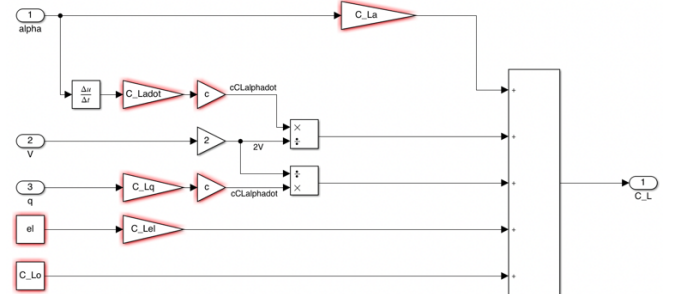 1
alpha
C_La
Δu
Δt
C_Ladot
c
cCLalphadot
×
÷
+
+
2
V
2
2V
÷
×
+
1
C_L
3
q
C_Lq
c
cCLalphadot
el
C_Lel
+
C_Lo
+